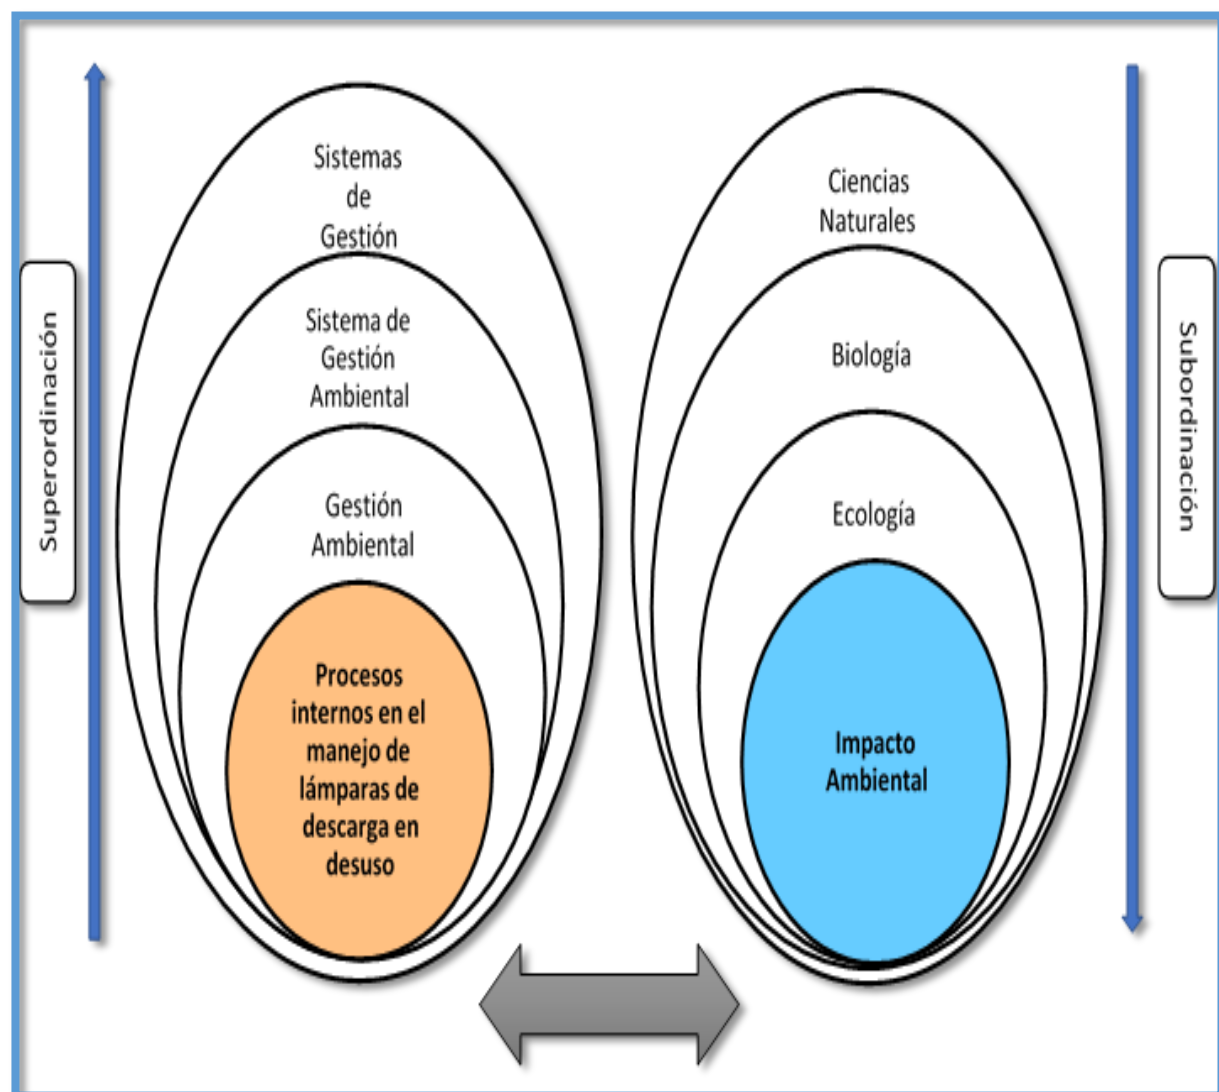 Superordinación
Sistemas
de
Gestión
Sistema de
Gestión
Ambiental
Gestión
Ambiental
Procesos
internos en el
manejo de
lámparas de
descarga en
desuso
Ciencias
Naturales
Biología
Ecología
Impacto
Ambiental
Subordinación